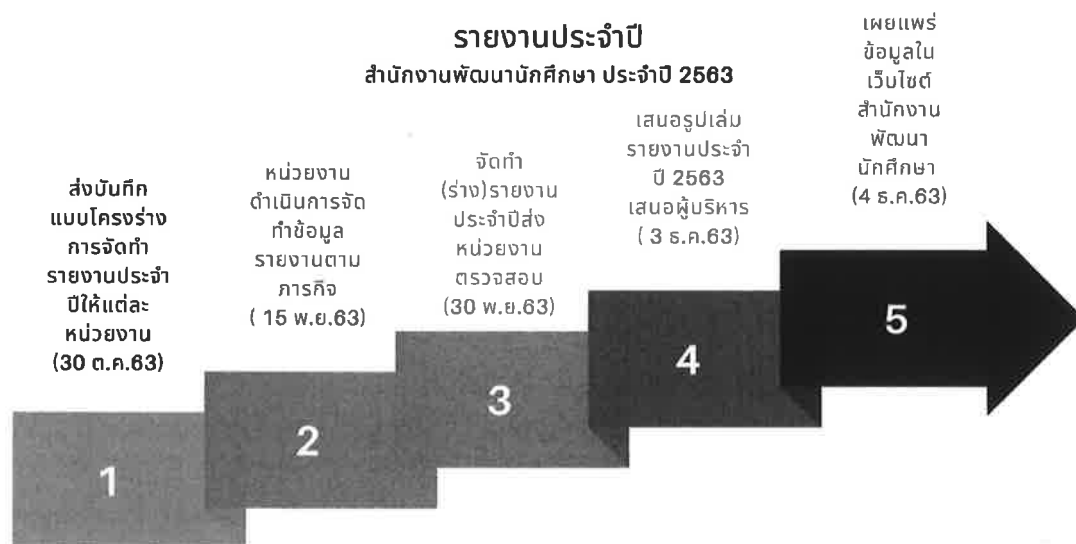 รายงานประจำปี
สำนักงานพัฒนานักศึกษา ประจำปี 2563
ส่งบันทึก
แบบโครงร่าง
การจัดทำ
รายงานประจำ
ปีให้แต่ละ
หน่วยงาน
(30 ต.ค.63)
1
หน่วยงาน
ดำเนินการจัด
ทำข้อมูล
รายงานตาม
ภารกิจ
( 15 พ.ย.63)
2
จัดทำ
(ร่าง)รายงาน
ประจำปีส่ง
หน่วยงาน
ตรวจสอบ
(30 พ.ย.63)
3
เสนอรูปเล่ม
รายงานประจำ
ปี 2563
เสนอผู้บริหาร
( 3 ธ.ค.63)
4
เผยแพร่
ข้อมูลใน
เว็บไซต์
สำนักงาน
พัฒนา
นักศึกษา
(4 ธ.ค.63)
5